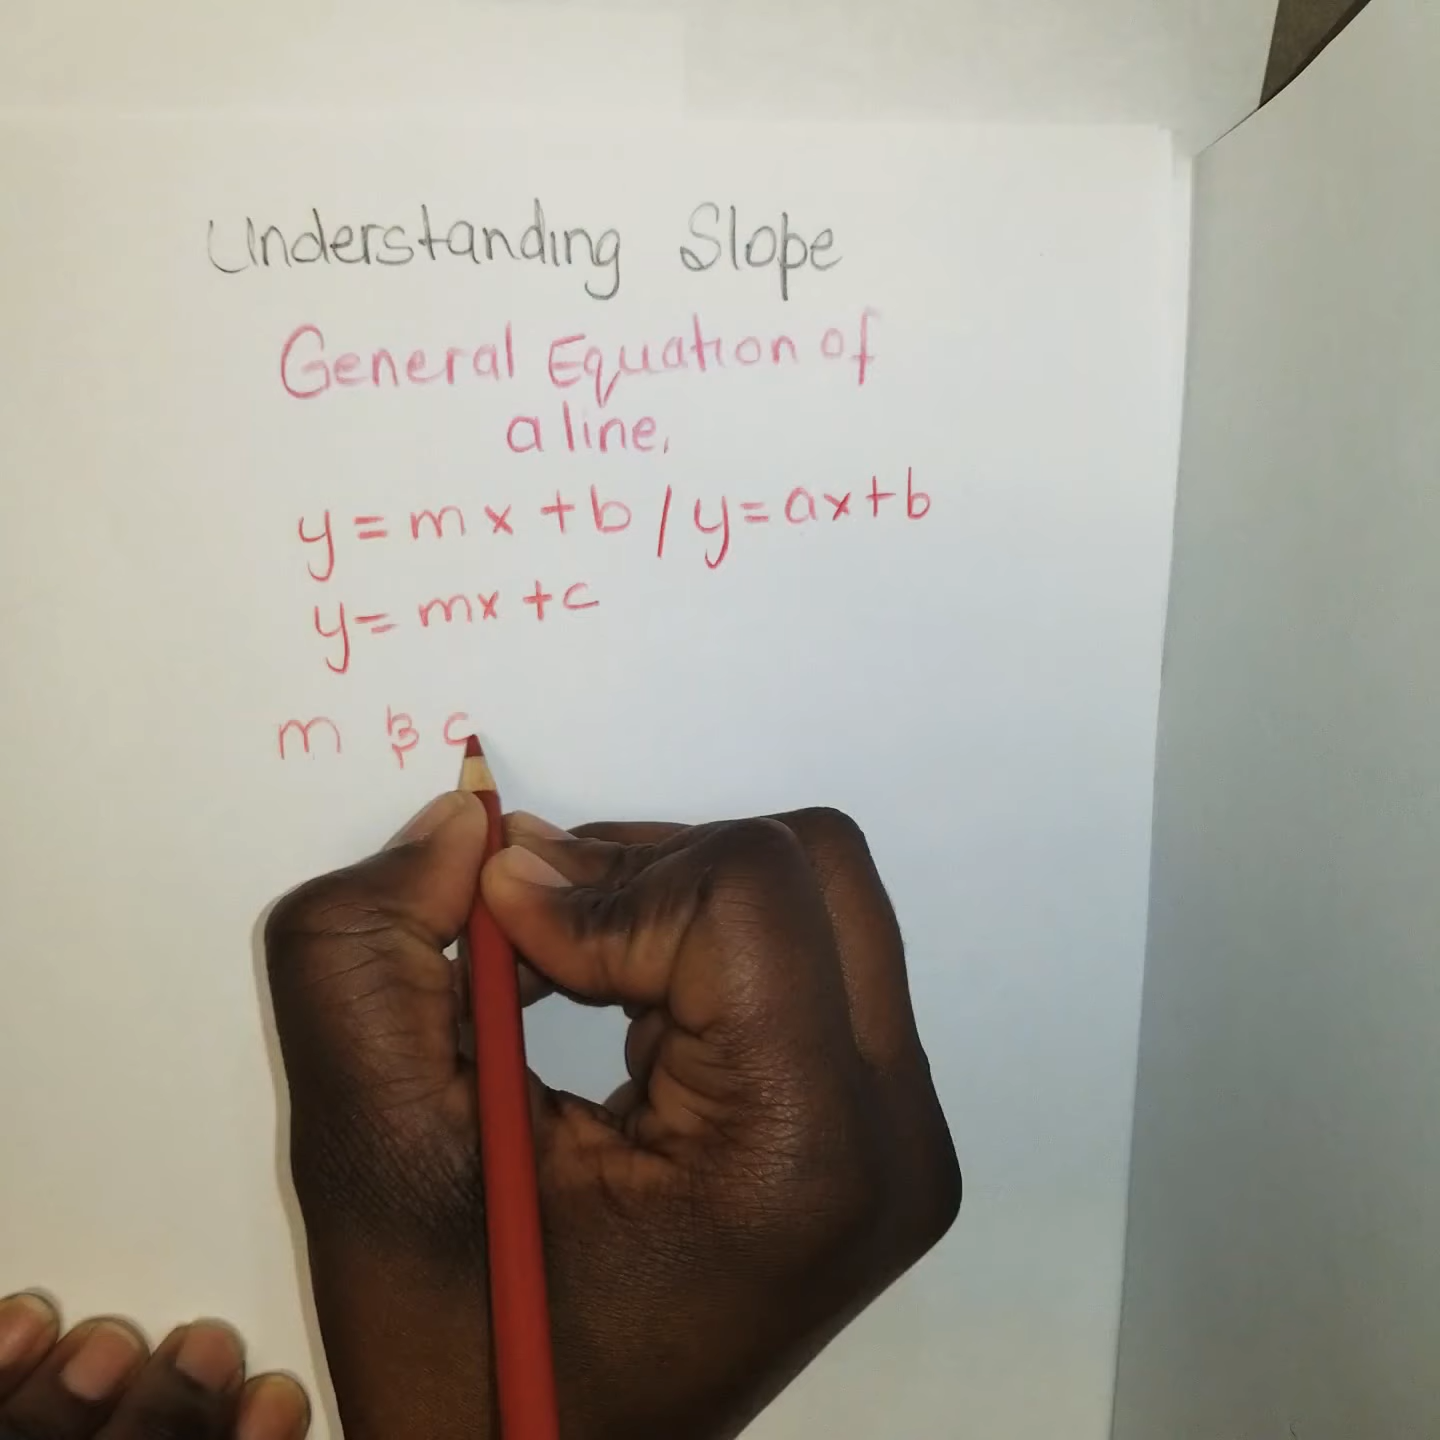 Understanding Slope
General Equation of
a line.
y = mx + b / y = ax + b
y = mx + c
m & c